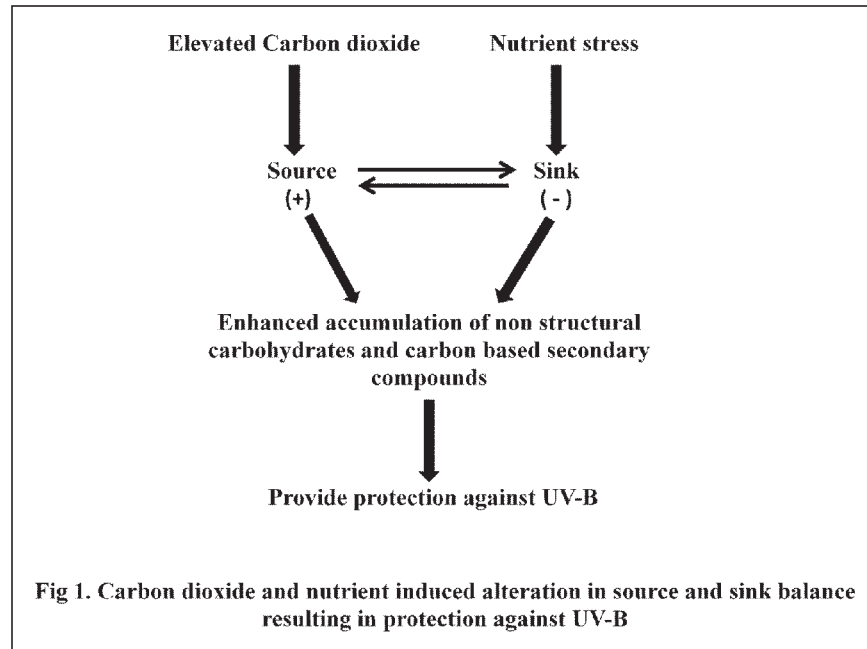 Elevated Carbon dioxide Nutrient stress
Source Sink
(+) ( - )
Enhanced accumulation of non structural
carbohydrates and carbon based secondary
compounds
Provide protection against UV-B
Fig 1. Carbon dioxide and nutrient induced alteration in source and sink balance
resulting in protection against UV-B